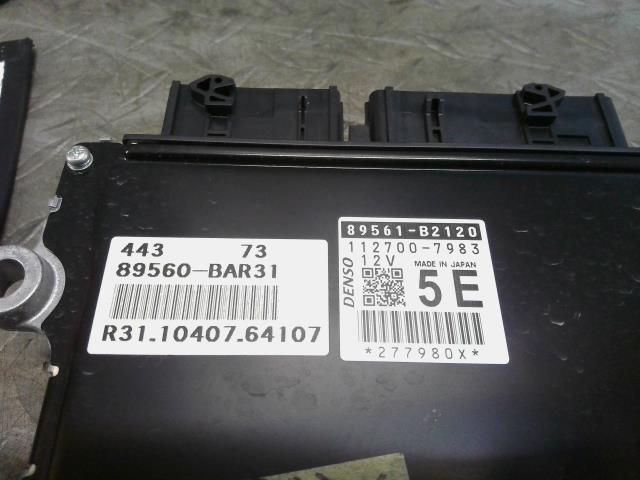 443 73
89560-BAR31
R31.10407.64107
89561-B2120
112700-7983
DENSO
12V
MADE IN JAPAN
5E
*277980X*